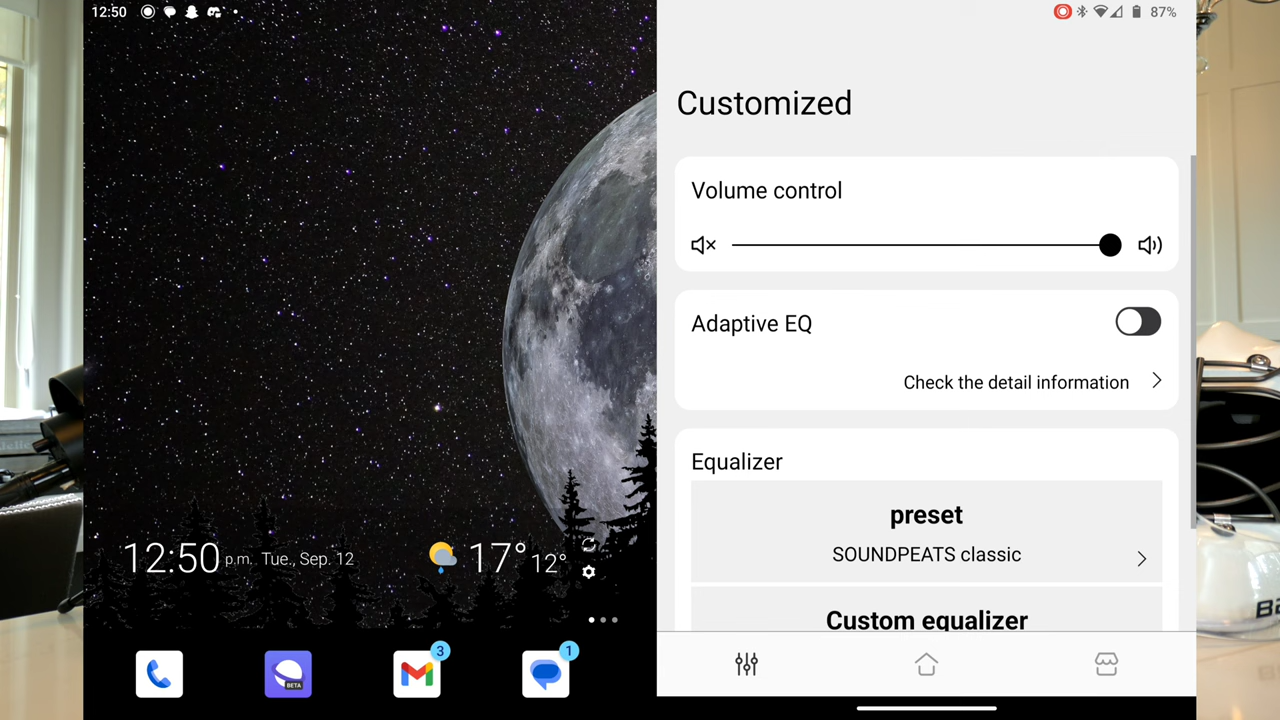 12:50
87%
Customized
Volume control
Adaptive EQ
Check the detail information
Equalizer
preset
SOUNDPEATS classic
Custom equalizer
12:50 p.m. Tue., Sep. 12
17° 12°
3
1
BETA